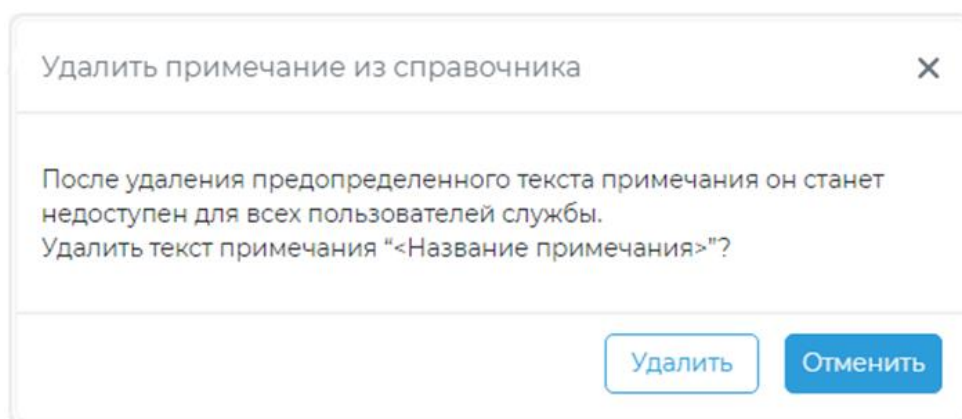 Удалить примечание из справочника
После удаления предопределенного текста примечания он станет
недоступен для всех пользователей службы.
Удалить текст примечания “<Название примечания>”?
Удалить
Отменить